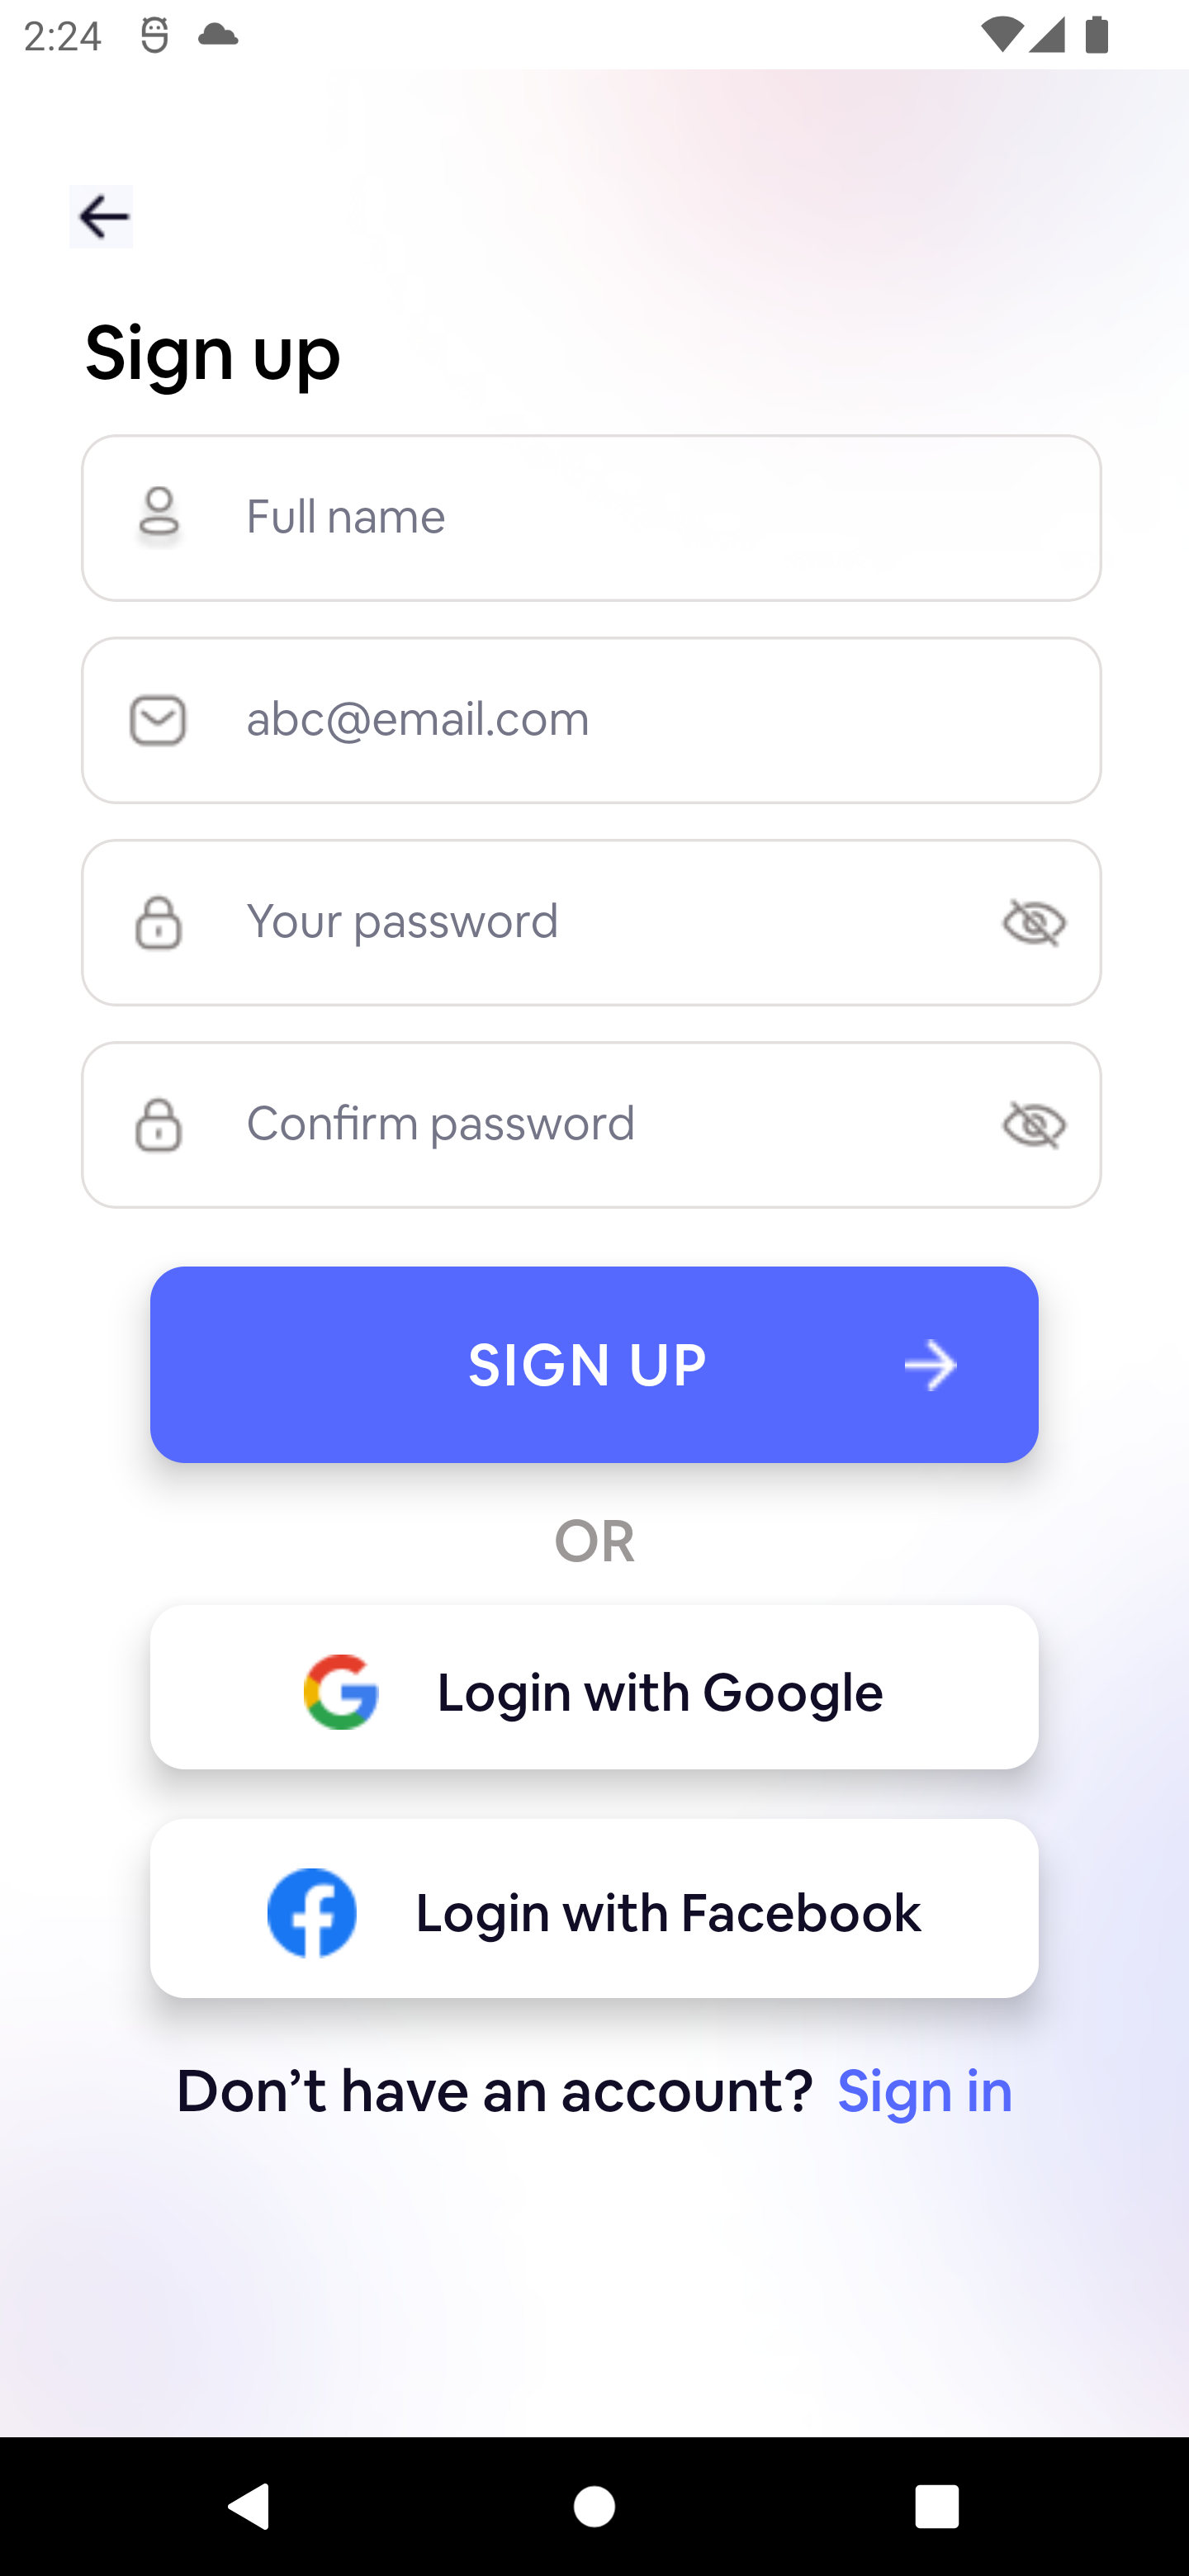 2:24
Sign up
Full name
abc@email.com
Your password
Confirm password
SIGN UP
OR
Login with Google
Login with Facebook
Don’t have an account? Sign in